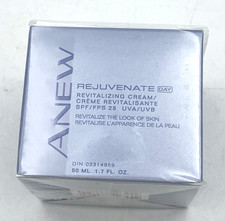 ANEW
REJUVENATE DAY
REVITALIZING CREAM/
CRÈME REVITALISANTE
SPF/FPS 25 UVA/UVB
REVITALIZE THE LOOK OF SKIN
REVITALISE L'APPARENCE DE LA PEAU
DIN
50 ML. 1.7 FL. OZ.